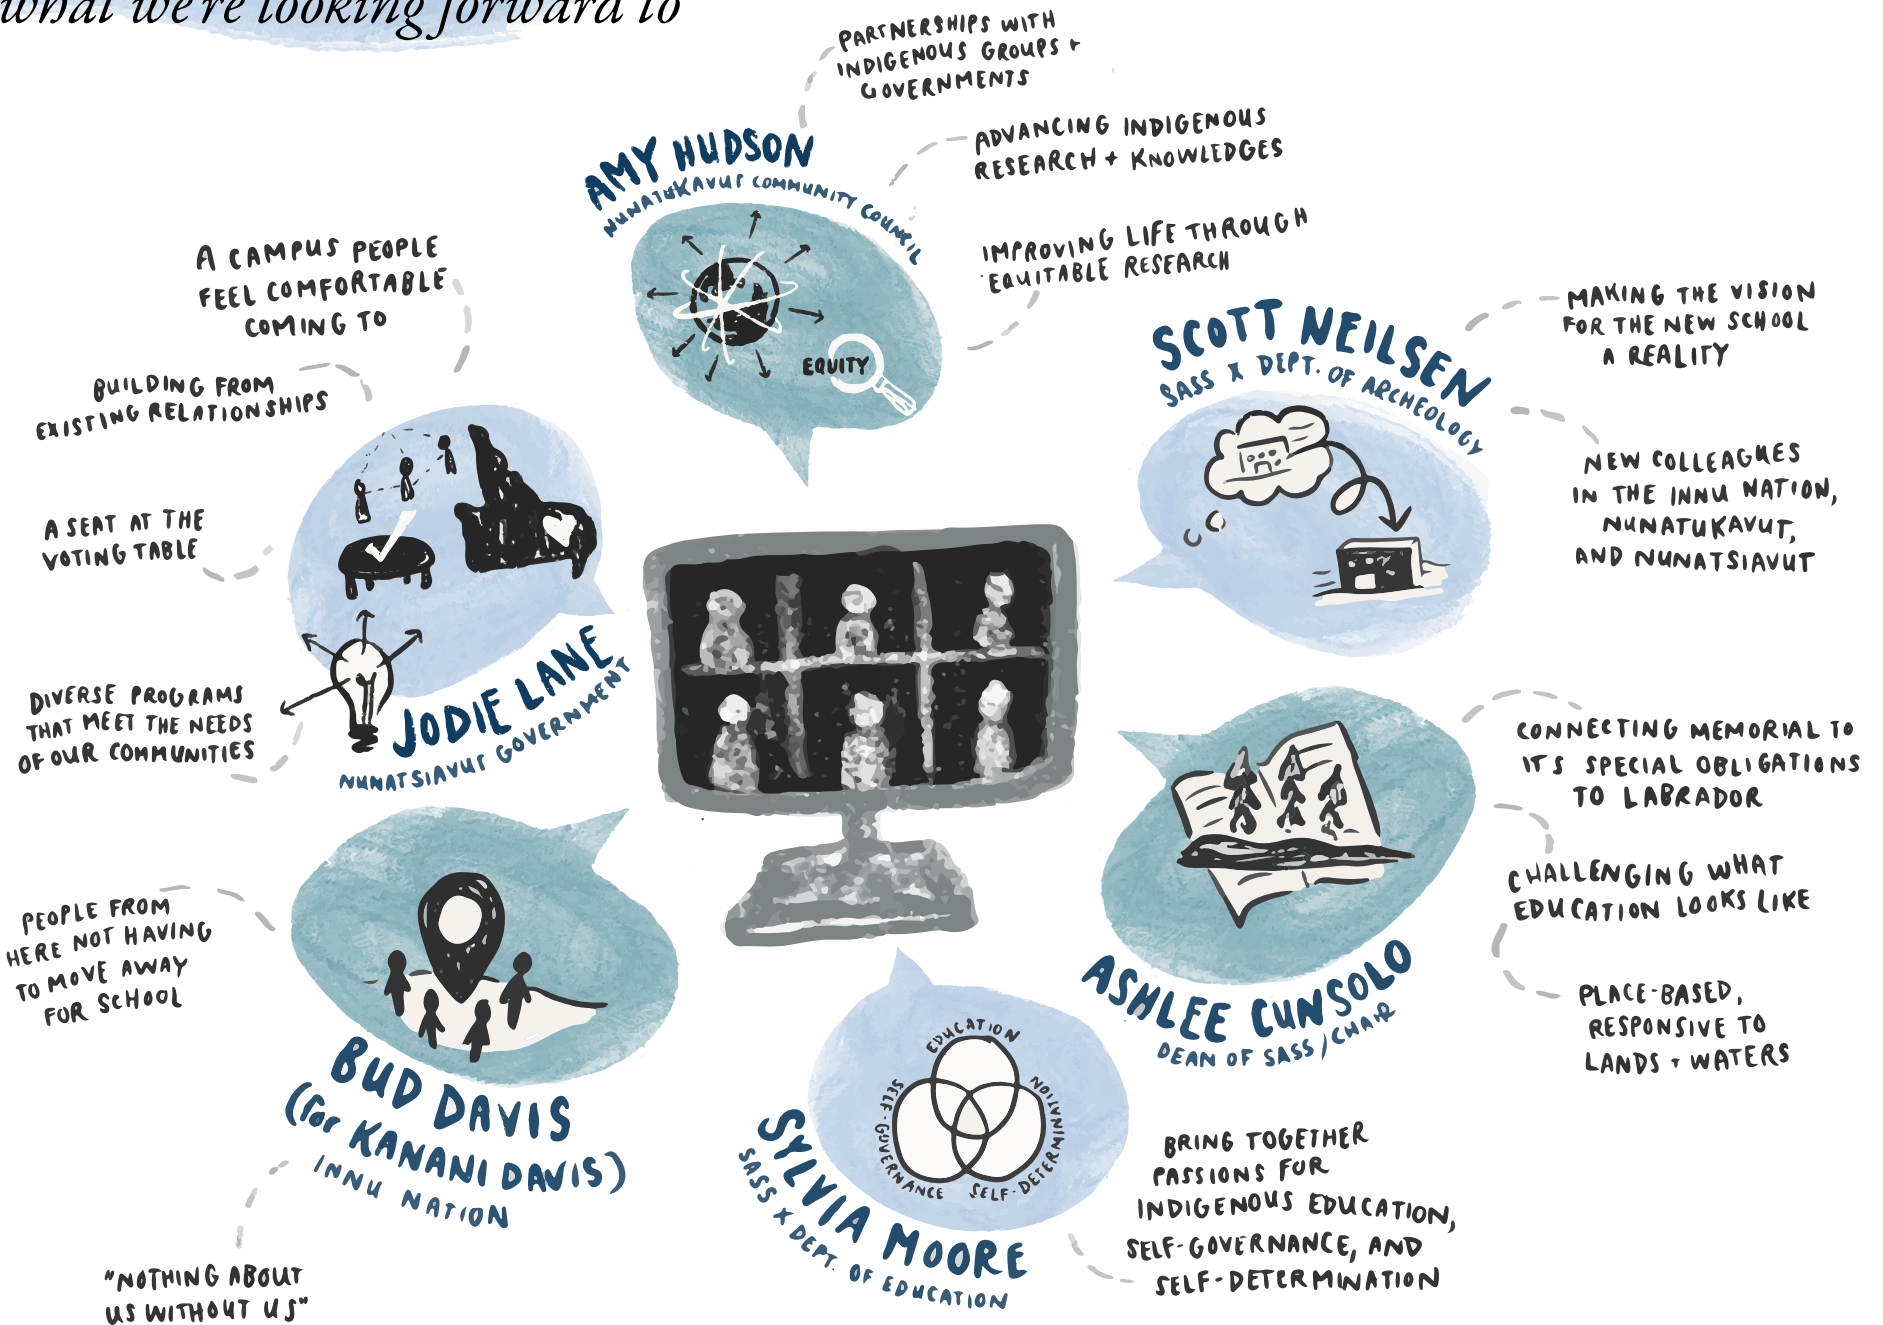 what we're looking forward to
PARTNERSHIPS WITH
INDIGENOUS GROUPS +
GOVERNMENTS
AMY HUDSON
NUNATUKAVUT COMMUNITY COUNCIL
ADVANCING INDIGENOUS
RESEARCH + KNOWLEDGES
IMPROVING LIFE THROUGH
EQUITABLE RESEARCH
EQUITY
A CAMPUS PEOPLE
FEEL COMFORTABLE
COMING TO
BUILDING FROM
EXISTING RELATIONSHIPS
A SEAT AT THE
VOTING TABLE
DIVERSE PROGRAMS
THAT MEET THE NEEDS
OF OUR COMMUNITIES
JODIE LANE
NUNATSIAVUT GOVERNMENT
SCOTT NEILSEN
SASS X DEPT. OF ARCHEOLOGY
MAKING THE VISION
FOR THE NEW SCHOOL
A REALITY
NEW COLLEAGUES
IN THE INNU NATION,
NUNATUKAVUT,
AND NUNATSIAVUT
CONNECTING MEMORIAL TO
IT'S SPECIAL OBLIGATIONS
TO LABRADOR
CHALLENGING WHAT
EDUCATION LOOKS LIKE
PLACE-BASED,
RESPONSIVE TO
LANDS + WATERS
ASHLEE CUNSOLO
DEAN OF SASS / CHAIR
PEOPLE FROM
HERE NOT HAVING
TO MOVE AWAY
FOR SCHOOL
BUD DAVIS
(for KANANI DAVIS)
INNU NATION
"NOTHING ABOUT
US WITHOUT US"
EDUCATION
SELF-GOVERNANCE
SELF-DETERMINATION
SYLVIA MOORE
SASS X DEPT. OF EDUCATION
BRING TOGETHER
PASSIONS FOR
INDIGENOUS EDUCATION,
SELF-GOVERNANCE, AND
SELF-DETERMINATION